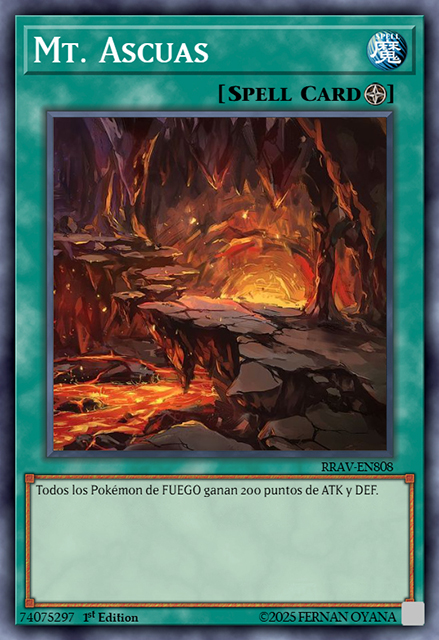 Mt. Ascuas
SPELL
魔
[Spell Card]
RRAV-EN808
Todos los Pokémon de FUEGO ganan 200 puntos de ATK y DEF.
74075297 1st Edition ©2025 FERNAN OYANA